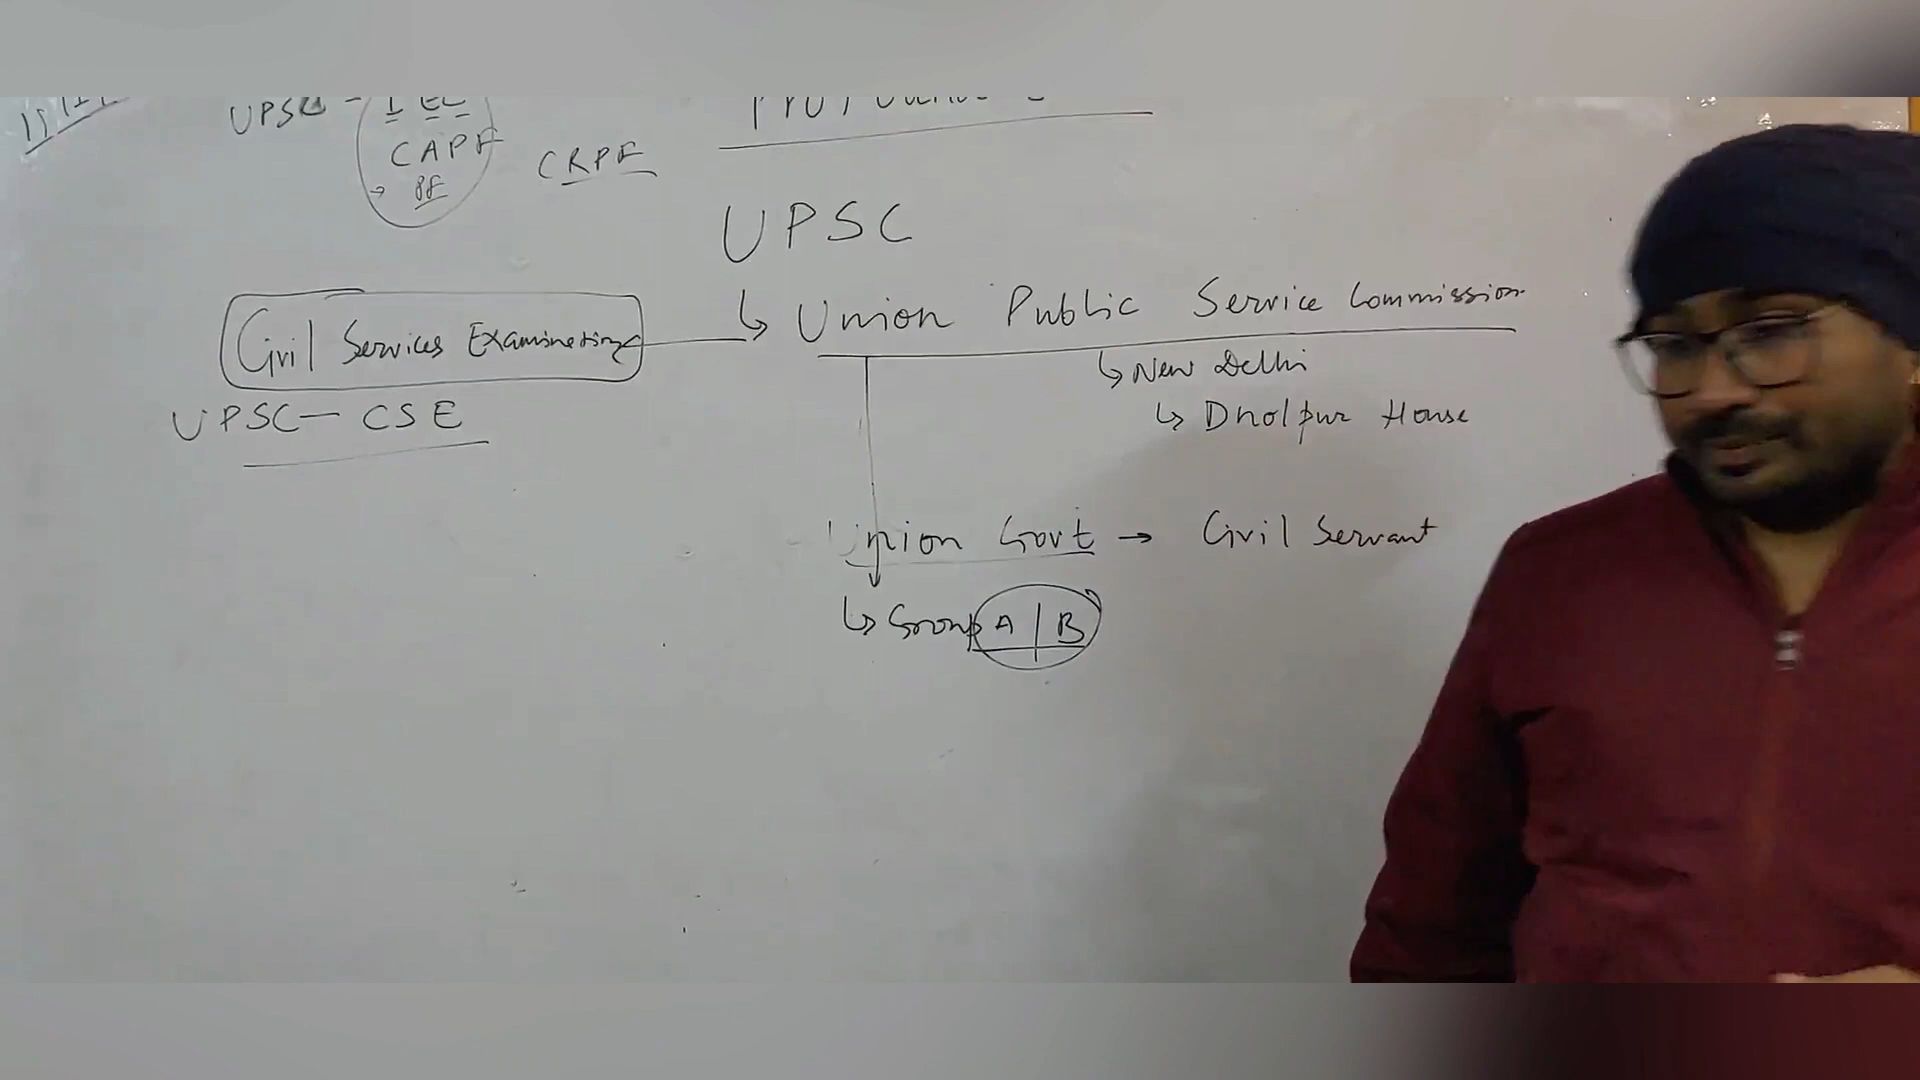 UPSC -
CAPF
CRPF
UPSC
Union Public Service Commission
Civil Services Examination
New Delhi
UPSC - CSE
Dholpur House
Union Govt → Civil Servant
Group A | B